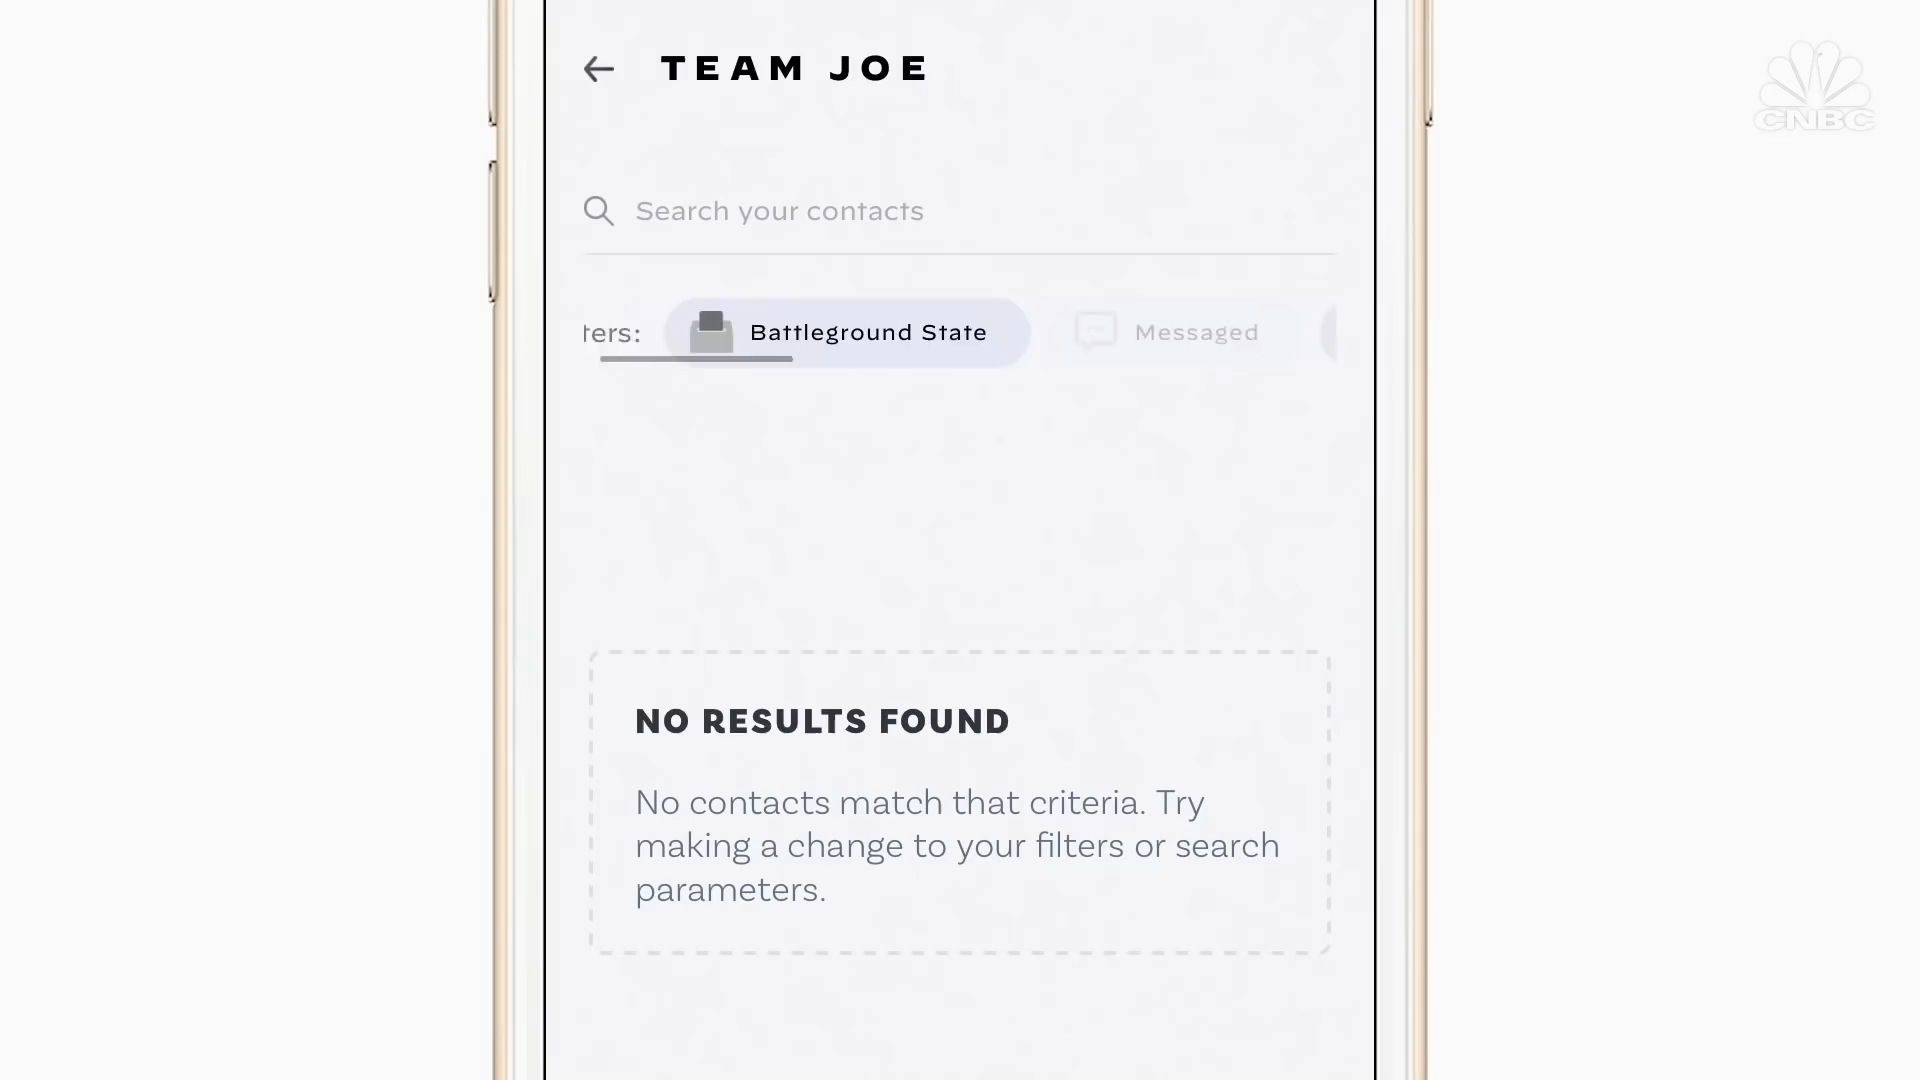 TEAM JOE
CNBC
Search your contacts
ters:
Battleground State
Messaged
NO RESULTS FOUND
No contacts match that criteria. Try
making a change to your filters or search
parameters.